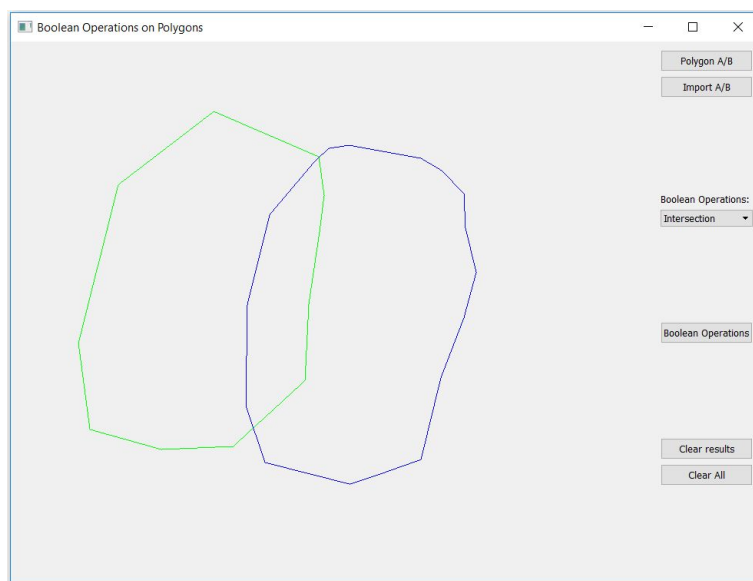 Boolean Operations on Polygons
Polygon A/B
Import A/B
Boolean Operations:
Intersection
Boolean Operations
Clear results
Clear All